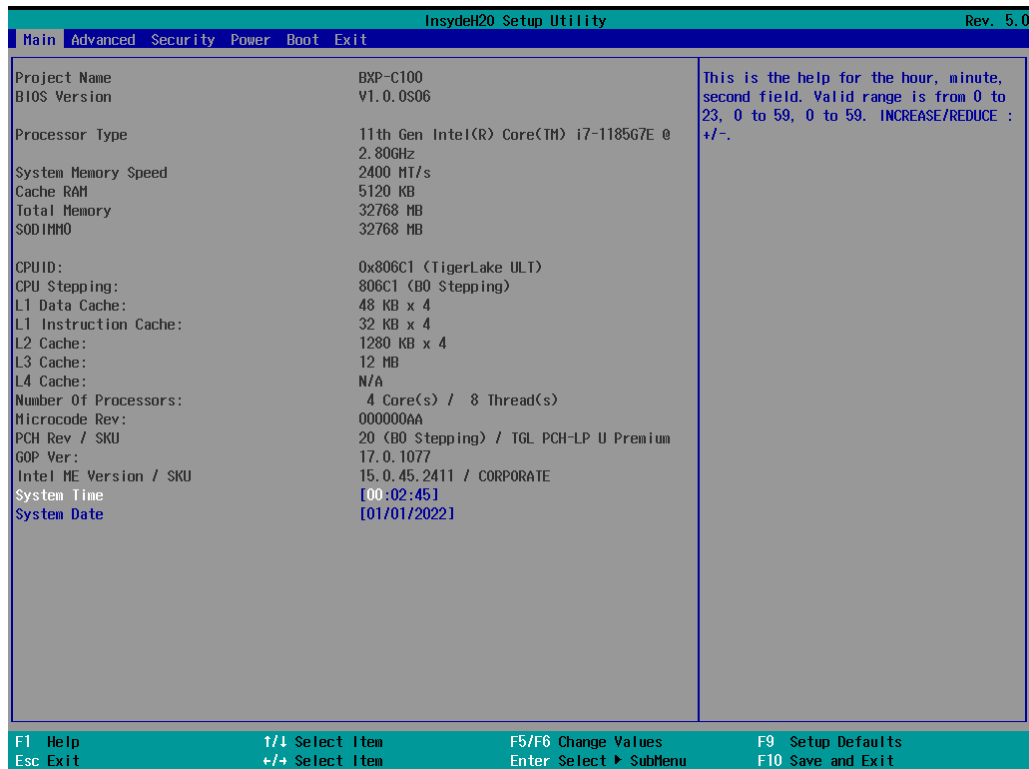 InsydeH20 Setup Utility Rev. 5.0
Main Advanced Security Power Boot Exit
Project Name BXP-C100
BIOS Version V1.0.0S06
Processor Type 11th Gen Intel(R) Core(TM) i7-1185G7E @
2.80GHz
System Memory Speed 2400 MT/s
Cache RAM 5120 KB
Total Memory 32768 MB
SODIMM0 32768 MB
CPUID: 0x806C1 (TigerLake ULT)
CPU Stepping: 806C1 (B0 Stepping)
L1 Data Cache: 48 KB x 4
L1 Instruction Cache: 32 KB x 4
L2 Cache: 1280 KB x 4
L3 Cache: 12 MB
L4 Cache: N/A
Number Of Processors: 4 Core(s) / 8 Thread(s)
Microcode Rev: 000000AA
PCH Rev / SKU 20 (B0 Stepping) / TGL PCH-LP U Premium
GOP Ver: 17.0.1077
Intel ME Version / SKU 15.0.45.2411 / CORPORATE
System Time [00:02:45]
System Date [01/01/2022]
This is the help for the hour, minute,
second field. Valid range is from 0 to
23, 0 to 59, 0 to 59. INCREASE/REDUCE :
+/-.
F1 Help ↑/↓ Select Item F5/F6 Change Values F9 Setup Defaults
Esc Exit ←/→ Select Item Enter Select ▶ SubMenu F10 Save and Exit